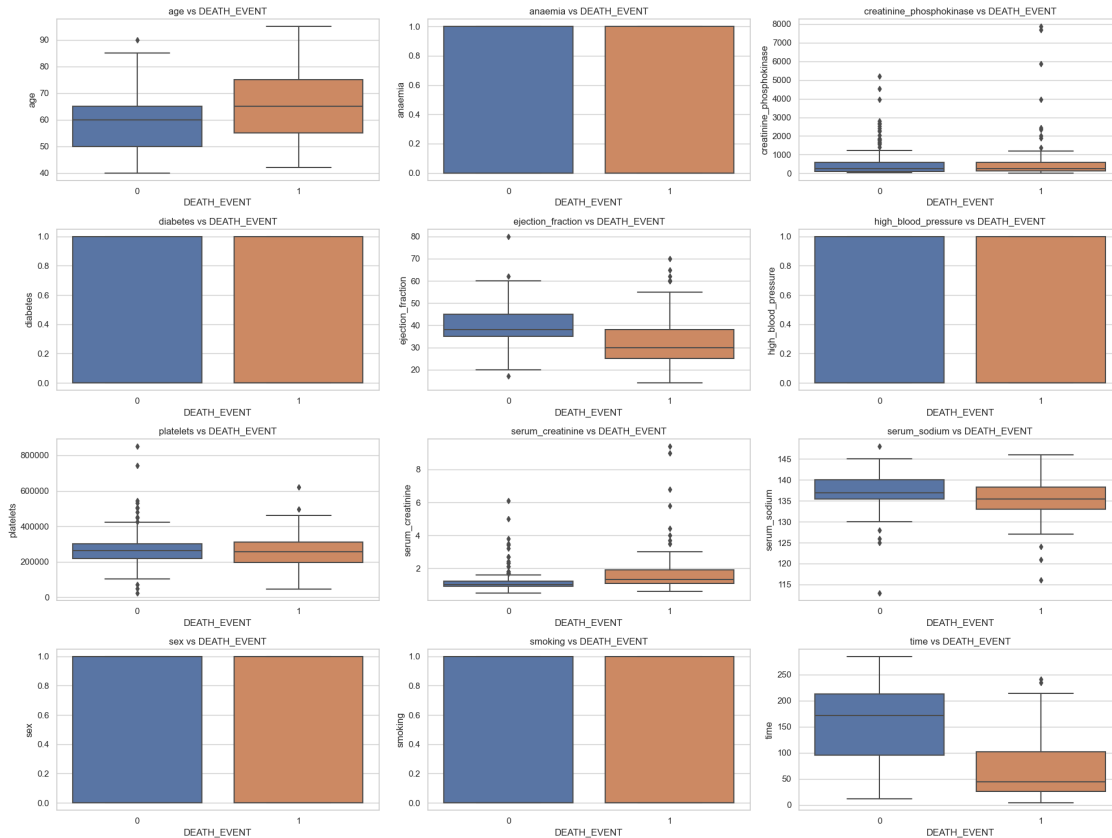 age vs DEATH_EVENT
90
80
70
60
50
40
age
0
1
DEATH_EVENT
anaemia vs DEATH_EVENT
1.0
0.8
0.6
0.4
0.2
0.0
anaemia
0
1
DEATH_EVENT
creatinine_phosphokinase vs DEATH_EVENT
8000
7000
6000
5000
4000
3000
2000
1000
0
creatinine_phosphokinase
0
1
DEATH_EVENT
diabetes vs DEATH_EVENT
1.0
0.8
0.6
0.4
0.2
0.0
diabetes
0
1
DEATH_EVENT
ejection_fraction vs DEATH_EVENT
80
70
60
50
40
30
20
ejection_fraction
0
1
DEATH_EVENT
high_blood_pressure vs DEATH_EVENT
1.0
0.8
0.6
0.4
0.2
0.0
high_blood_pressure
0
1
DEATH_EVENT
platelets vs DEATH_EVENT
800000
600000
400000
200000
0
platelets
0
1
DEATH_EVENT
serum_creatinine vs DEATH_EVENT
8
6
4
2
serum_creatinine
0
1
DEATH_EVENT
serum_sodium vs DEATH_EVENT
145
140
135
130
125
120
115
serum_sodium
0
1
DEATH_EVENT
sex vs DEATH_EVENT
1.0
0.8
0.6
0.4
0.2
0.0
sex
0
1
DEATH_EVENT
smoking vs DEATH_EVENT
1.0
0.8
0.6
0.4
0.2
0.0
smoking
0
1
DEATH_EVENT
time vs DEATH_EVENT
250
200
150
100
50
0
time
0
1
DEATH_EVENT